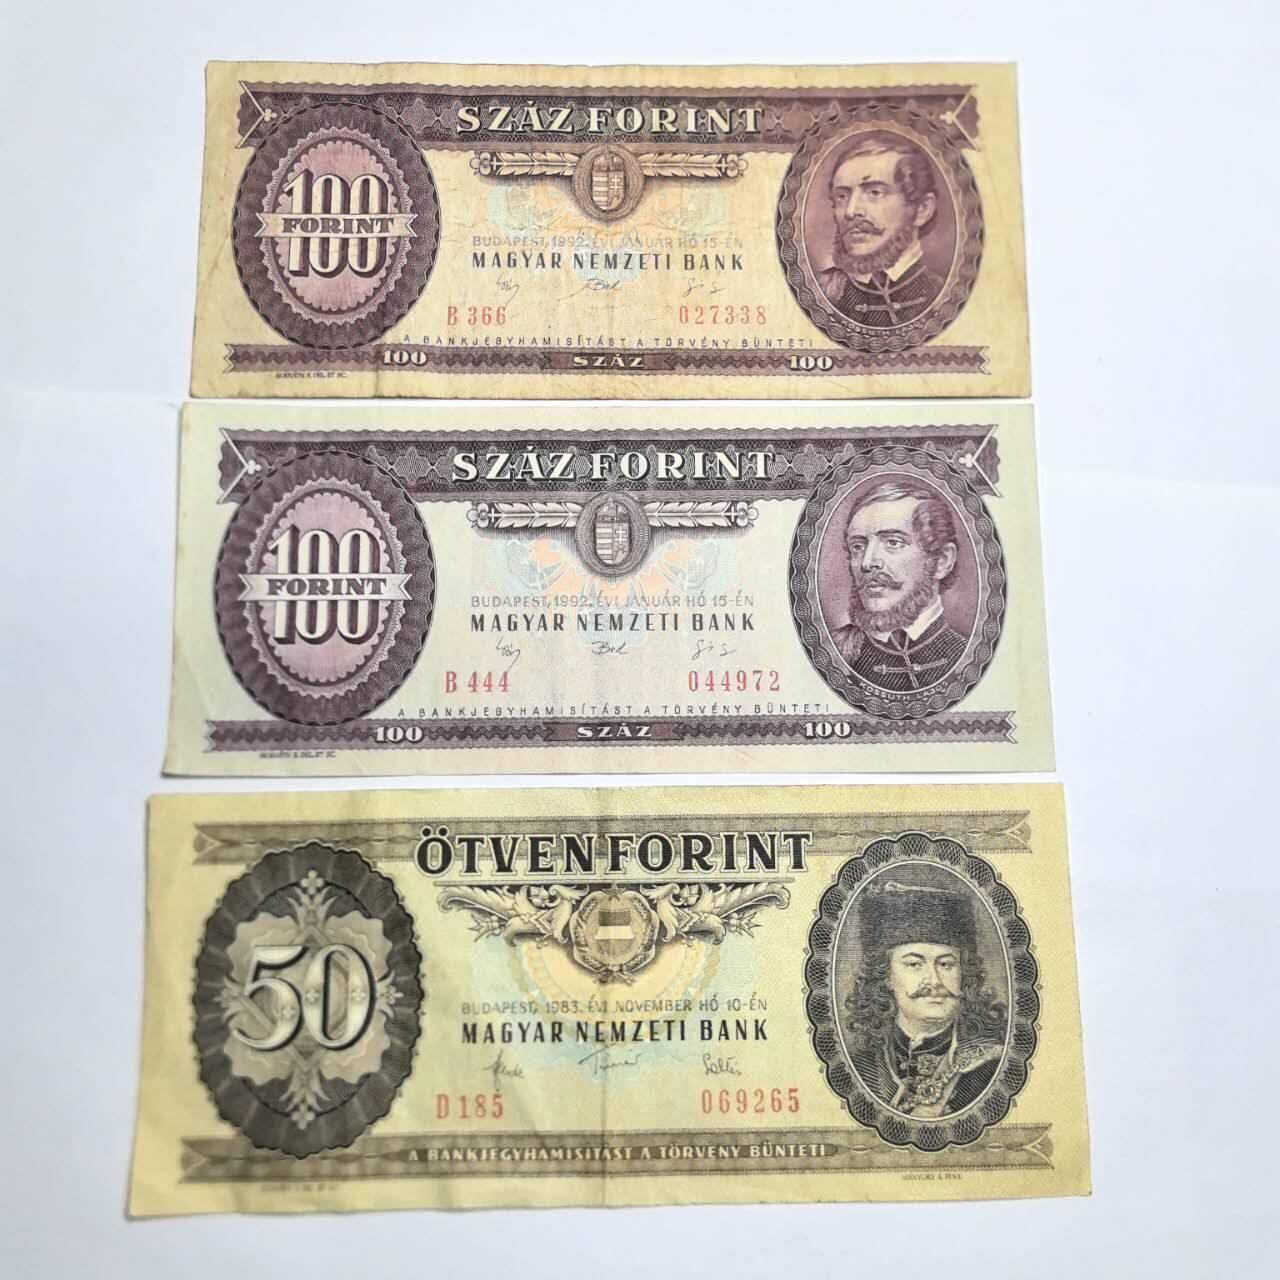 SZÁZ FORINT
100
FORINT
BUDAPEST, 1992. ÉVI JANUÁR HÓ 15-ÉN
MAGYAR NEMZETI BANK
B 366 027338
KOSSUTH LAJOS
A BANKJEGYHAMISÍTÁST A TÖRVÉNY BÜNTETI
100 SZÁZ 100
SZÁZ FORINT
100
FORINT
BUDAPEST, 1992. ÉVI JANUÁR HÓ 15-ÉN
MAGYAR NEMZETI BANK
B 444 044972
KOSSUTH LAJOS
A BANKJEGYHAMISÍTÁST A TÖRVÉNY BÜNTETI
100 SZÁZ 100
ÖTVEN FORINT
50
BUDAPEST, 1983. ÉVI NOVEMBER HÓ 10-ÉN
MAGYAR NEMZETI BANK
D 185 069265
A BANKJEGYHAMISÍTÁST A TÖRVÉNY BÜNTETI